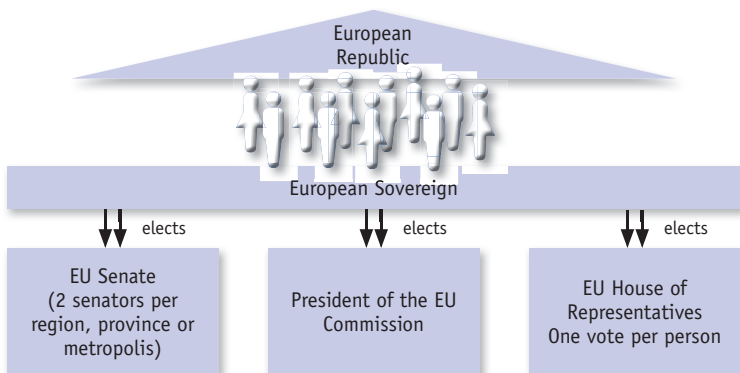 European
Republic
European Sovereign
elects
elects
elects
EU Senate
(2 senators per
region, province or
metropolis)
President of the EU
Commission
EU House of
Representatives
One vote per person